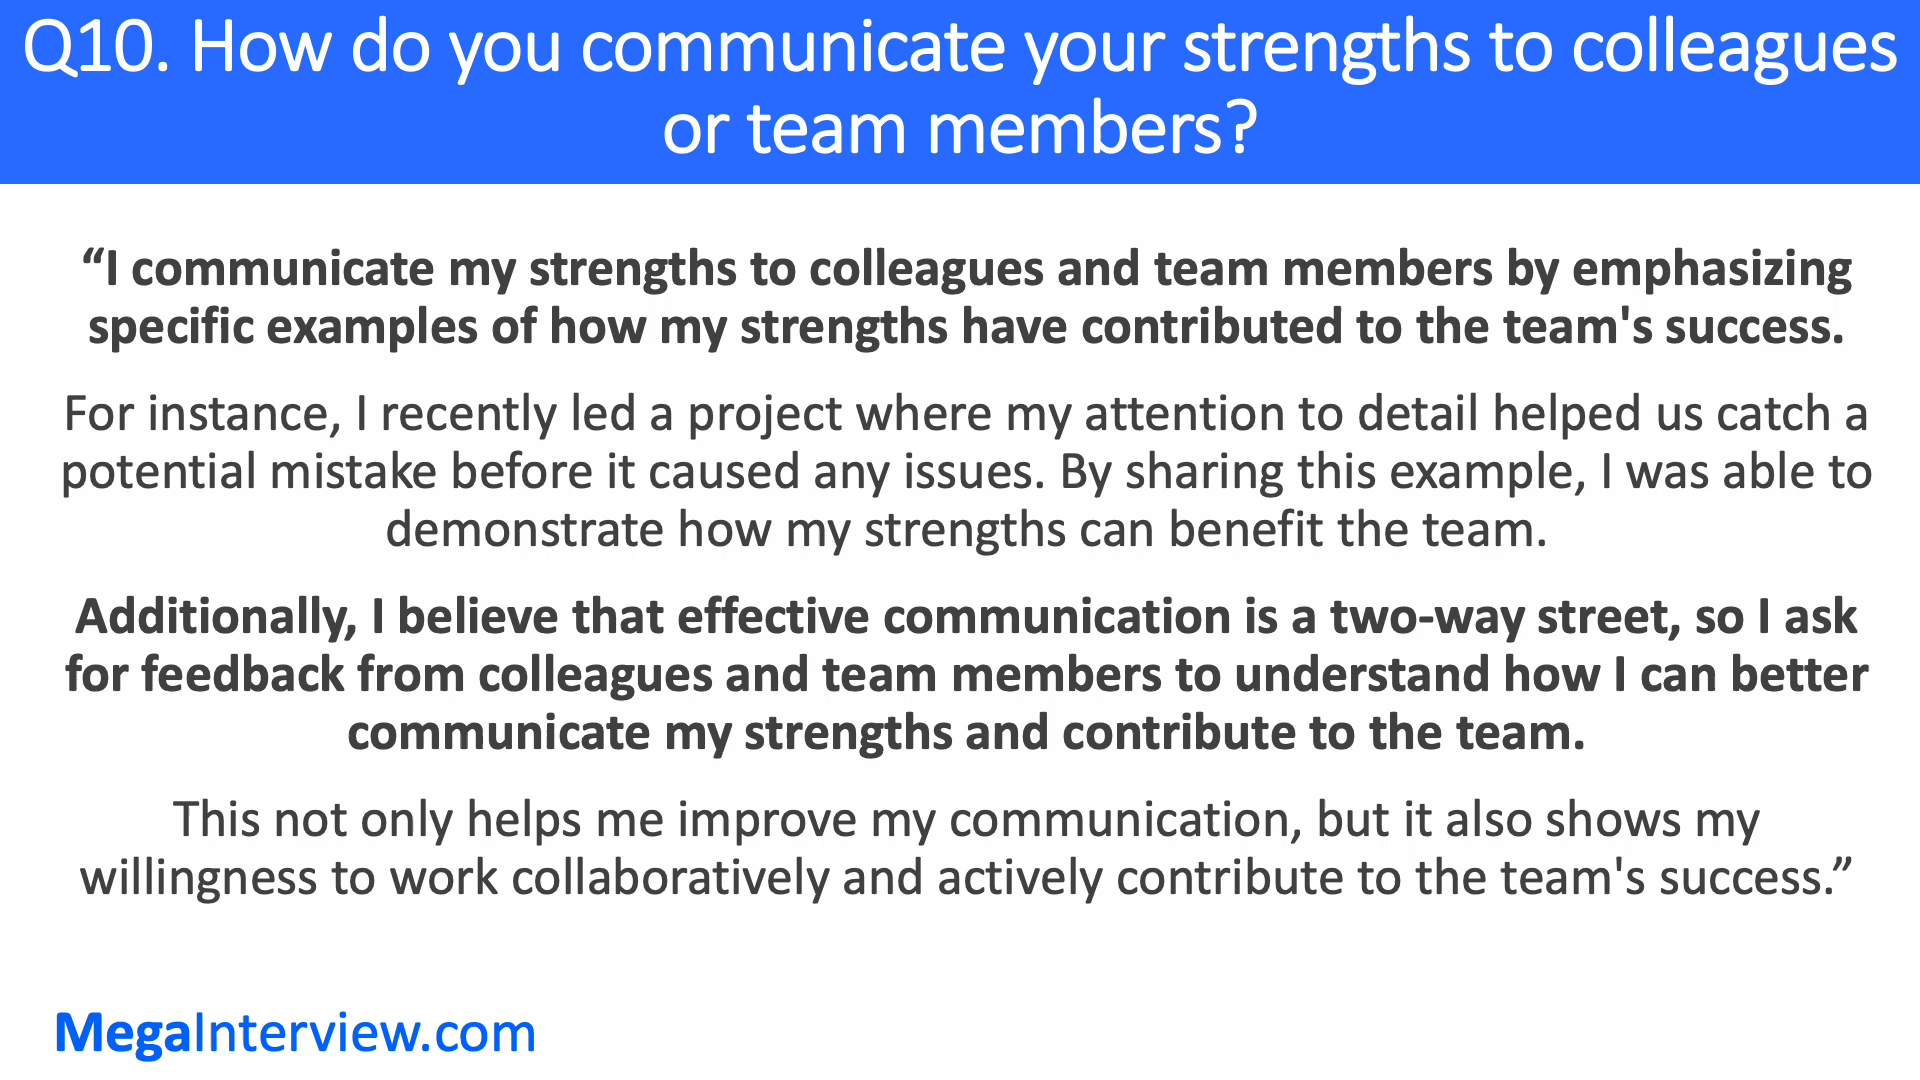 Q10. How do you communicate your strengths to colleagues
or team members?
“I communicate my strengths to colleagues and team members by emphasizing
specific examples of how my strengths have contributed to the team's success.
For instance, I recently led a project where my attention to detail helped us catch a
potential mistake before it caused any issues. By sharing this example, I was able to
demonstrate how my strengths can benefit the team.
Additionally, I believe that effective communication is a two-way street, so I ask
for feedback from colleagues and team members to understand how I can better
communicate my strengths and contribute to the team.
This not only helps me improve my communication, but it also shows my
willingness to work collaboratively and actively contribute to the team's success.”
MegaInterview.com